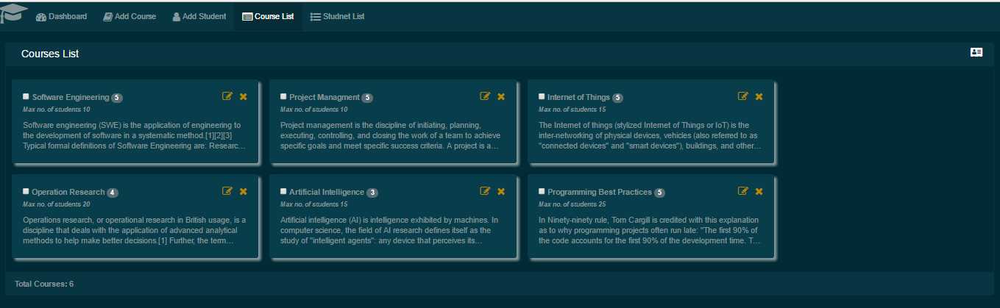 Dashboard Add Course Add Student Course List Studnet List
Courses List
Software Engineering 5
Max no. of students 10
Software engineering (SWE) is the application of engineering to
the development of software in a systematic method.[1][2][3]
Typical formal definitions of Software Engineering are: Researc...
Project Managment 5
Max no. of students 10
Project management is the discipline of initiating, planning,
executing, controlling, and closing the work of a team to achieve
specific goals and meet specific success criteria. A project is a...
Internet of Things 5
Max no. of students 15
The Internet of things (stylized Internet of Things or IoT) is the
inter-networking of physical devices, vehicles (also referred to as
"connected devices" and "smart devices"), buildings, and other...
Operation Research 4
Max no. of students 20
Operations research, or operational research in British usage, is a
discipline that deals with the application of advanced analytical
methods to help make better decisions.[1] Further, the term...
Artificial Intelligence 3
Max no. of students 15
Artificial intelligence (AI) is intelligence exhibited by machines. In
computer science, the field of AI research defines itself as the
study of "intelligent agents": any device that perceives its...
Programming Best Practices 5
Max no. of students 25
In Ninety-ninety rule, Tom Cargill is credited with this explanation
as to why programming projects often run late: "The first 90% of
the code accounts for the first 90% of the development time. T...
Total Courses: 6